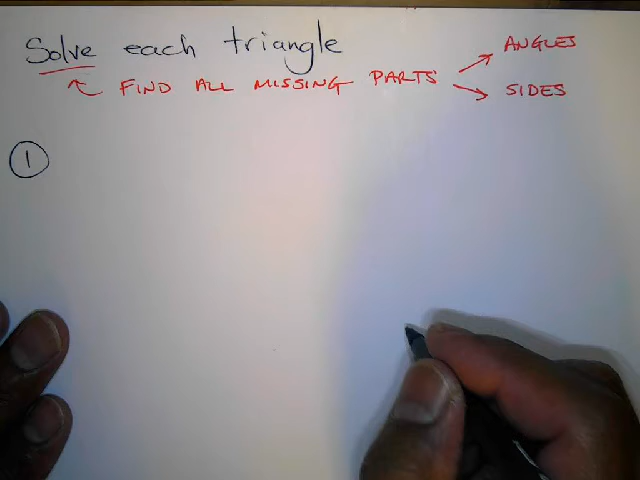 Solve each triangle
FIND ALL MISSING PARTS
ANGLES
SIDES
1